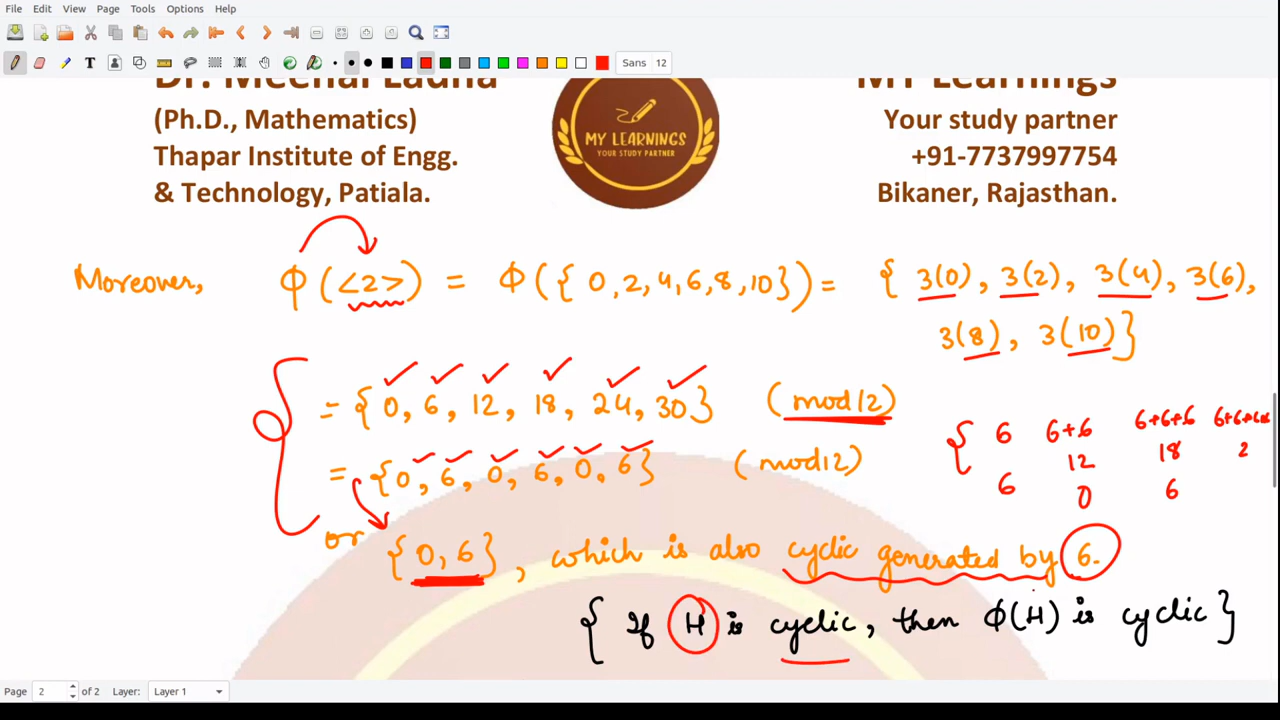 File Edit View Page Tools Options Help
Sans 12
Dr. Meenal Ladha
(Ph.D., Mathematics)
Thapar Institute of Engg.
& Technology, Patiala.
MY LEARNINGS
YOUR STUDY PARTNER
MY Learnings
Your study partner
+91-7737997754
Bikaner, Rajasthan.
Moreover, Φ(<2>) = Φ({0,2,4,6,8,10}) = {3(0), 3(2), 3(4), 3(6),
3(8), 3(10)}
= {0, 6, 12, 18, 24, 30} (mod 12)
= {0, 6, 0, 6, 0, 6} (mod 12)
{ 6 6+6 6+6+6 6+6+6+6
12 18 2
6 0 6
or {0, 6}, which is also cyclic generated by 6.
{ If H is cyclic, then Φ(H) is cyclic }
Page 2 of 2 Layer: Layer 1